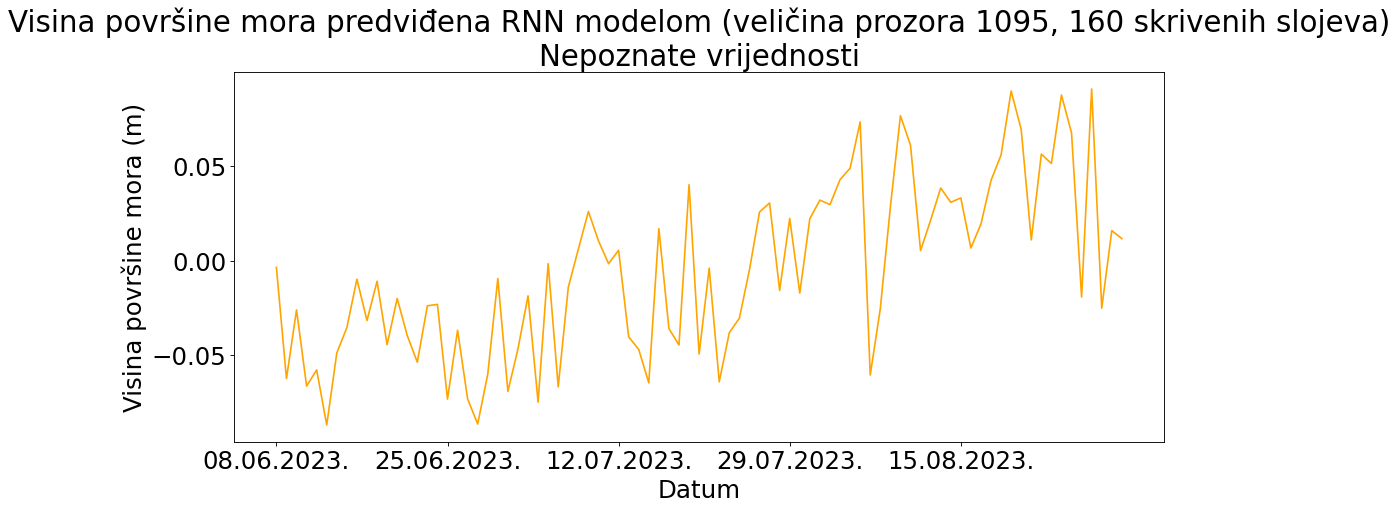 Visina površine mora predviđena RNN modelom (veličina prozora 1095, 160 skrivenih slojeva)
Nepoznate vrijednosti
Visina površine mora (m)
0.05
0.00
−0.05
08.06.2023.
25.06.2023.
12.07.2023.
29.07.2023.
15.08.2023.
Datum